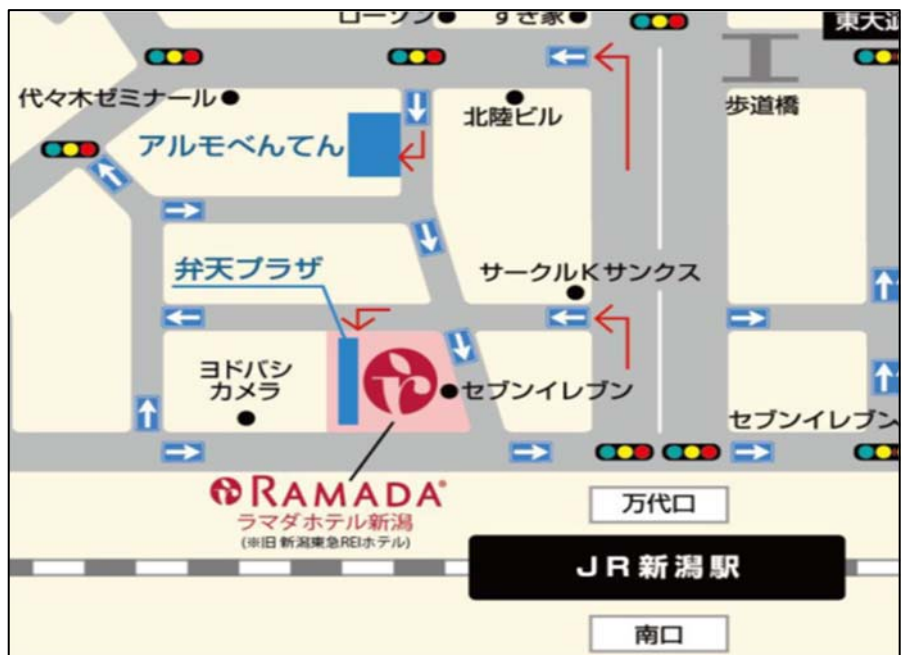 ローソン
すき家
東大通
代々木ゼミナール
北陸ビル
歩道橋
アルモべんてん
弁天プラザ
サークルKサンクス
ヨドバシ
カメラ
セブンイレブン
セブンイレブン
RAMADA®
ラマダホテル新潟
(※旧 新潟東急REIホテル)
万代口
JR新潟駅
南口